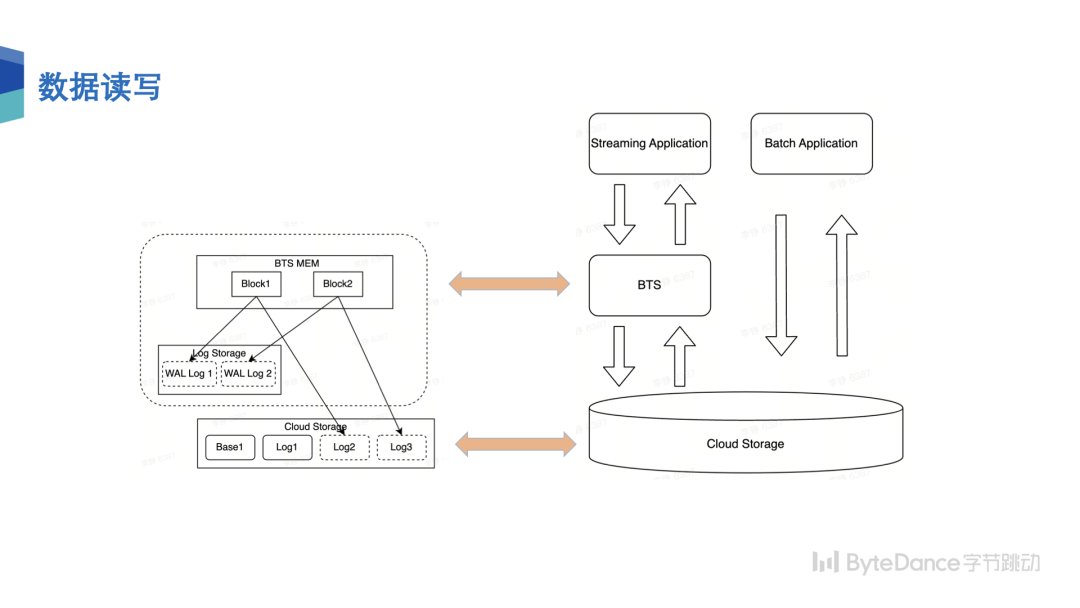 数据读写
Streaming Application
Batch Application
BTS MEM
Block1
Block2
BTS
Log Storage
WAL Log 1
WAL Log 2
Cloud Storage
Base1
Log1
Log2
Log3
Cloud Storage
ByteDance字节跳动